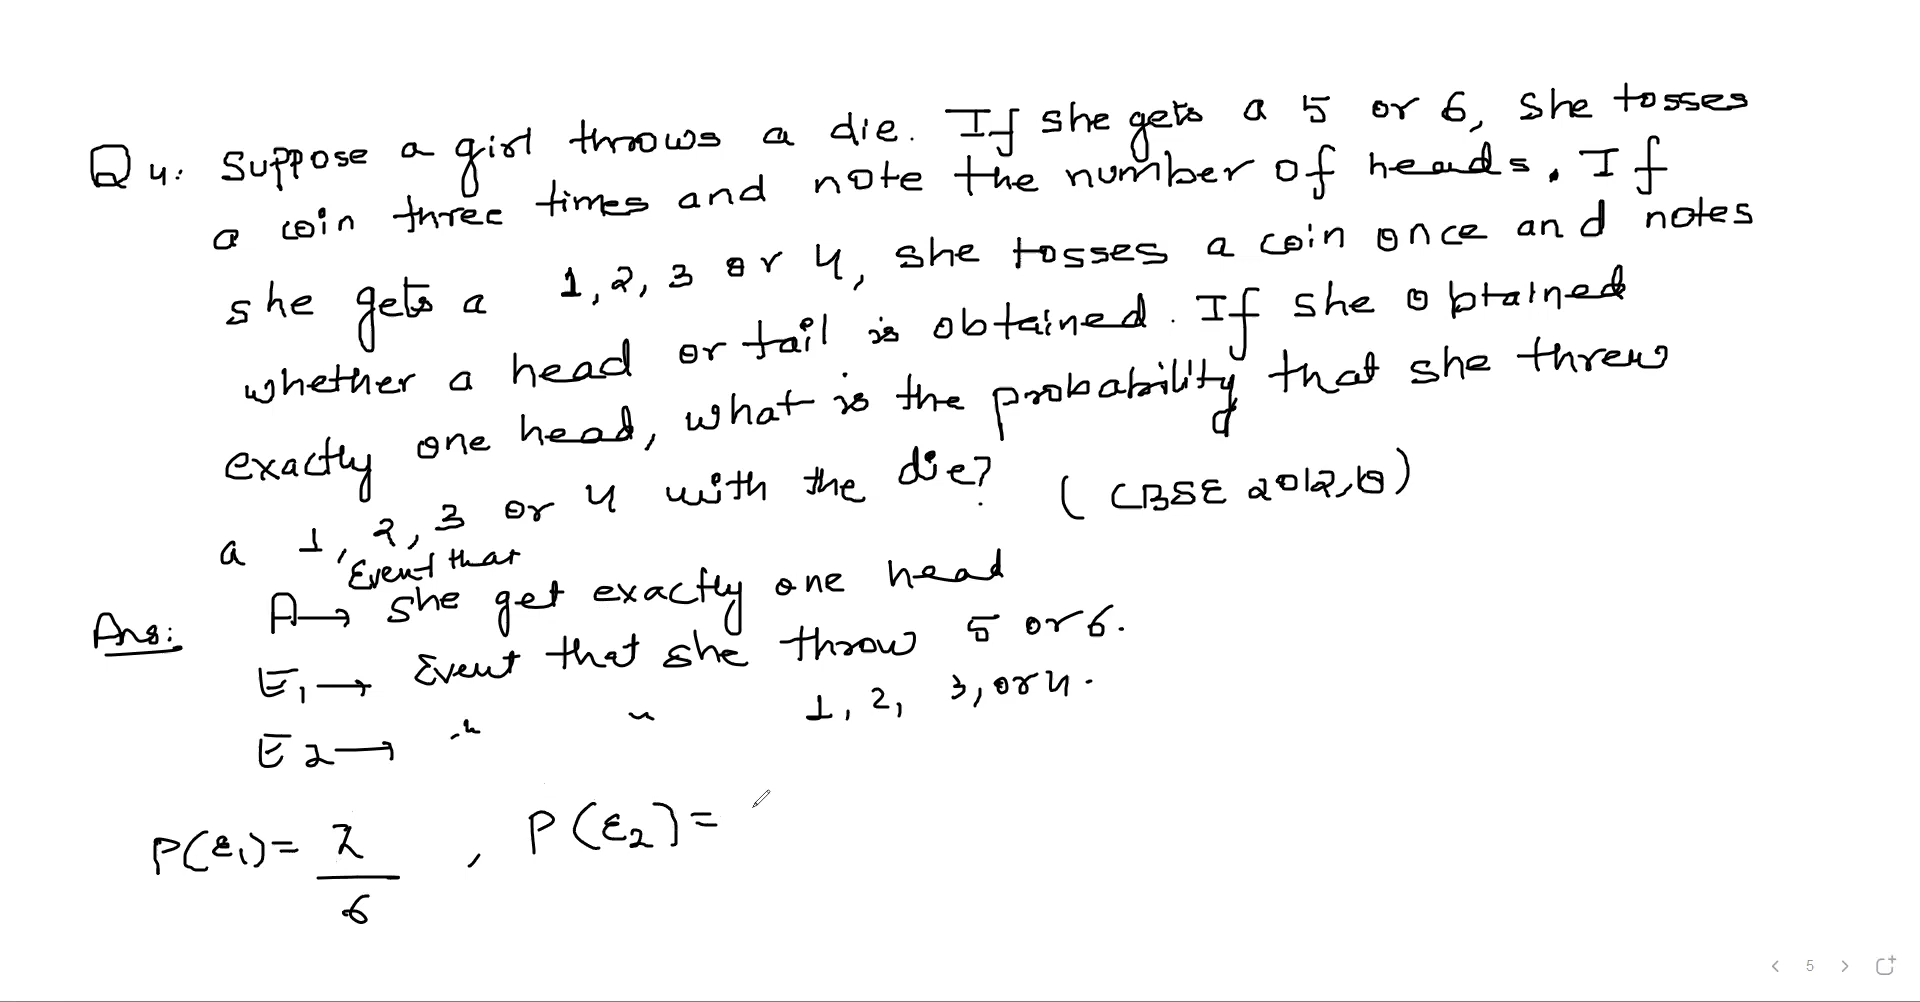 Q 4. Suppose a girl throws a die. If she gets a 5 or 6, she tosses
a coin three times and note the number of heads. If
she gets a 1, 2, 3 or 4, she tosses a coin once and notes
whether a head or tail is obtained. If she obtained
exactly one head, what is the probability that she threw
a 1, 2, 3 or 4 with the die? (CBSE 2012,
Event that
Ans: A → she get exactly one head
E1 → Event that she throw 5 or 6.
E2 → " " 1, 2, 3, or 4.
P(E1) = 2/6 , P(E2) =
5